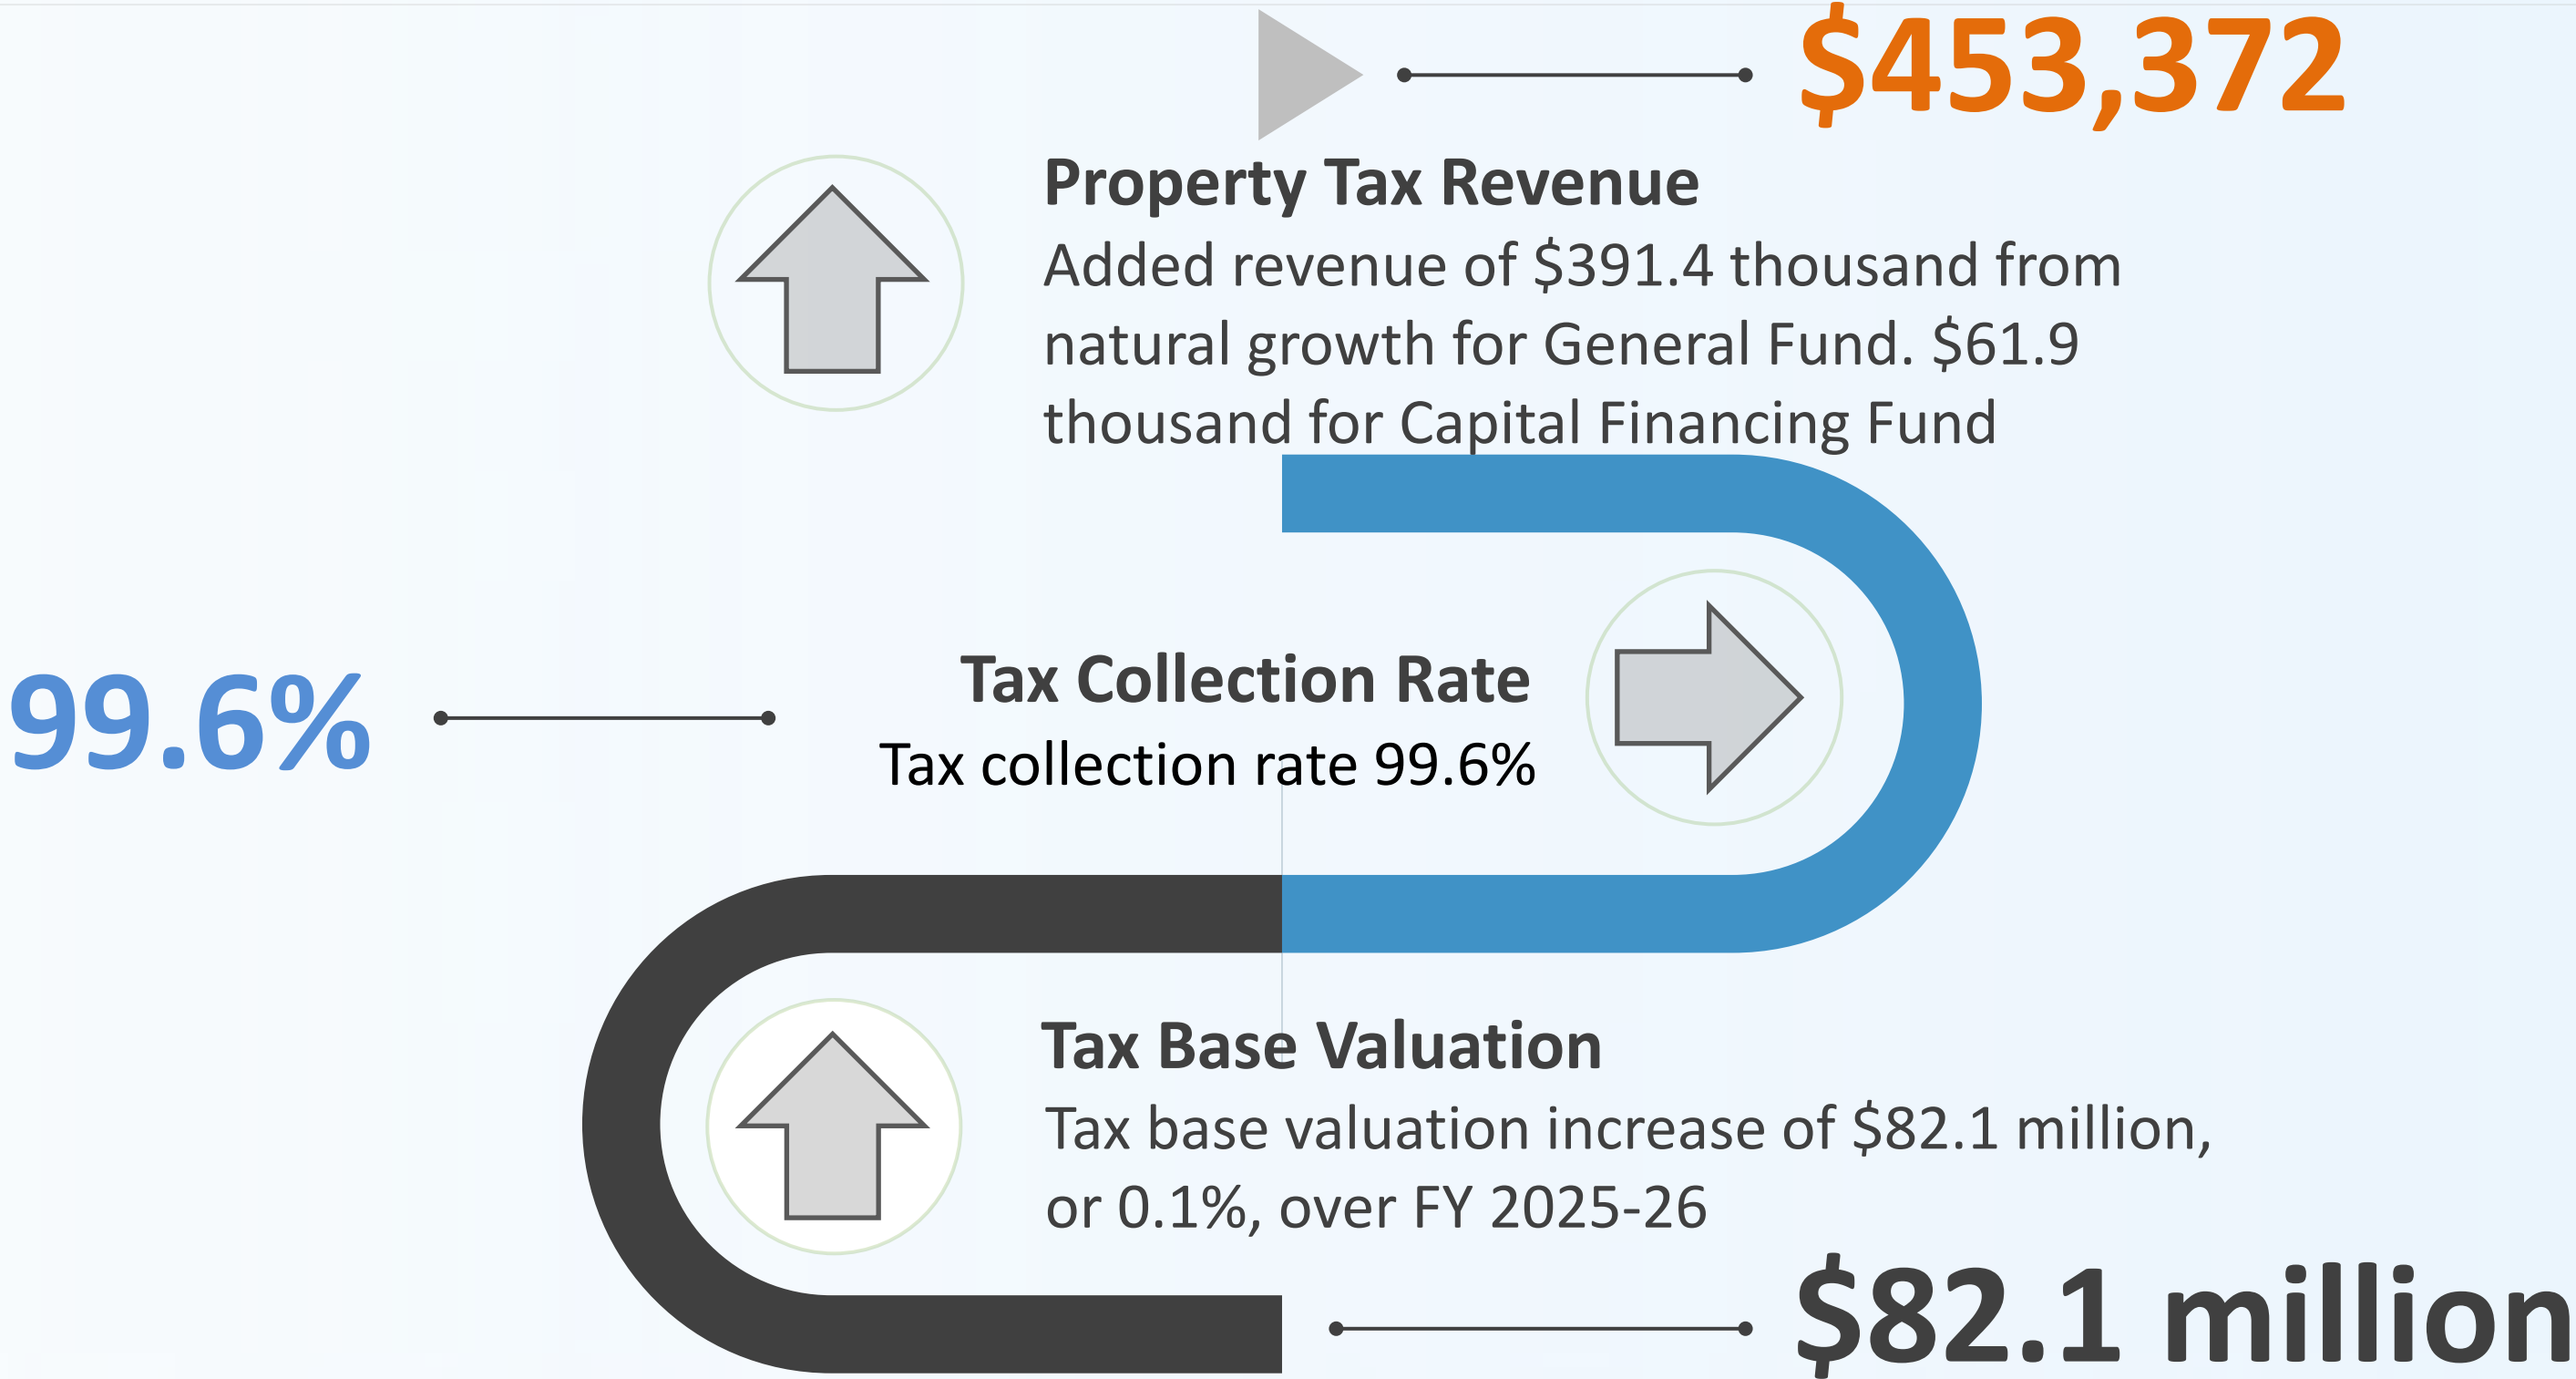 $453,372
Property Tax Revenue
Added revenue of $391.4 thousand from
natural growth for General Fund. $61.9
thousand for Capital Financing Fund
99.6%
Tax Collection Rate
Tax collection rate 99.6%
Tax Base Valuation
Tax base valuation increase of $82.1 million,
or 0.1%, over FY 2025-26
$82.1 million